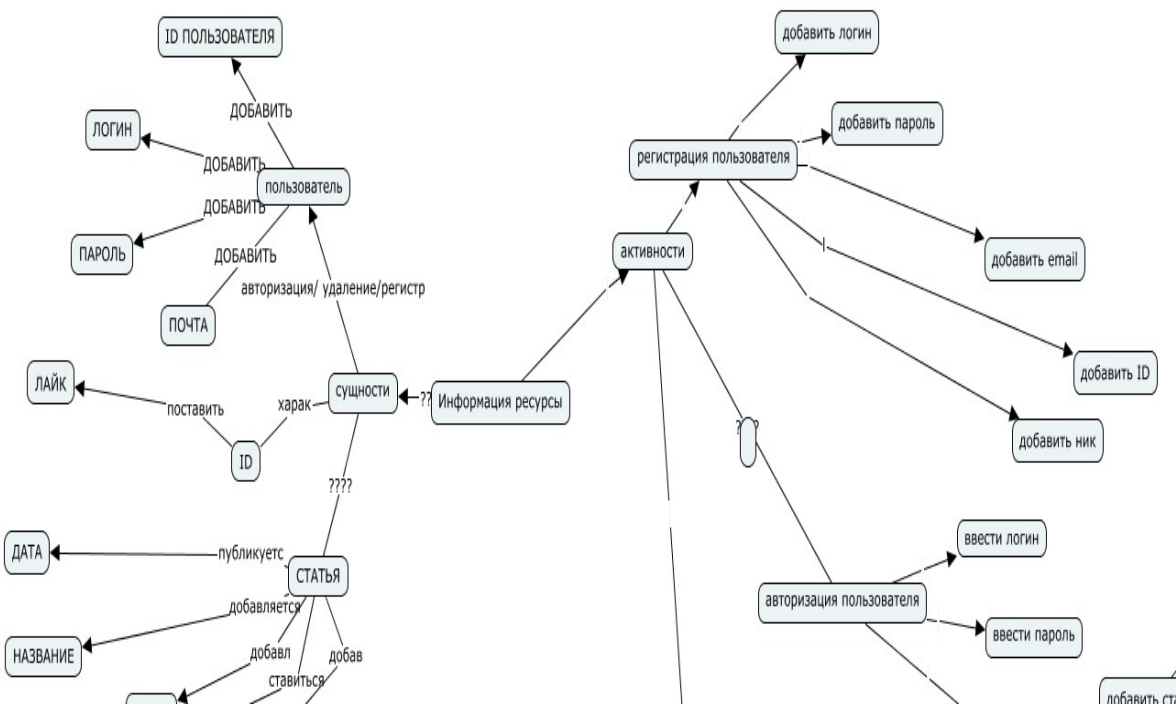 ID ПОЛЬЗОВАТЕЛЯ
ДОБАВИТЬ
ЛОГИН
ДОБАВИТЬ
пользователь
ДОБАВИТЬ
ПАРОЛЬ
ДОБАВИТЬ
авторизация/ удаление/регистр
ПОЧТА
ЛАЙК
поставить
харак
сущности
??
Информация ресурсы
ID
????
ДАТА
публикуетс
СТАТЬЯ
добавляется
НАЗВАНИЕ
добавл
добав
ставиться
добавить логин
добавить пароль
регистрация пользователя
активности
добавить email
добавить ID
добавить ник
ввести логин
авторизация пользователя
ввести пароль
добавить ста